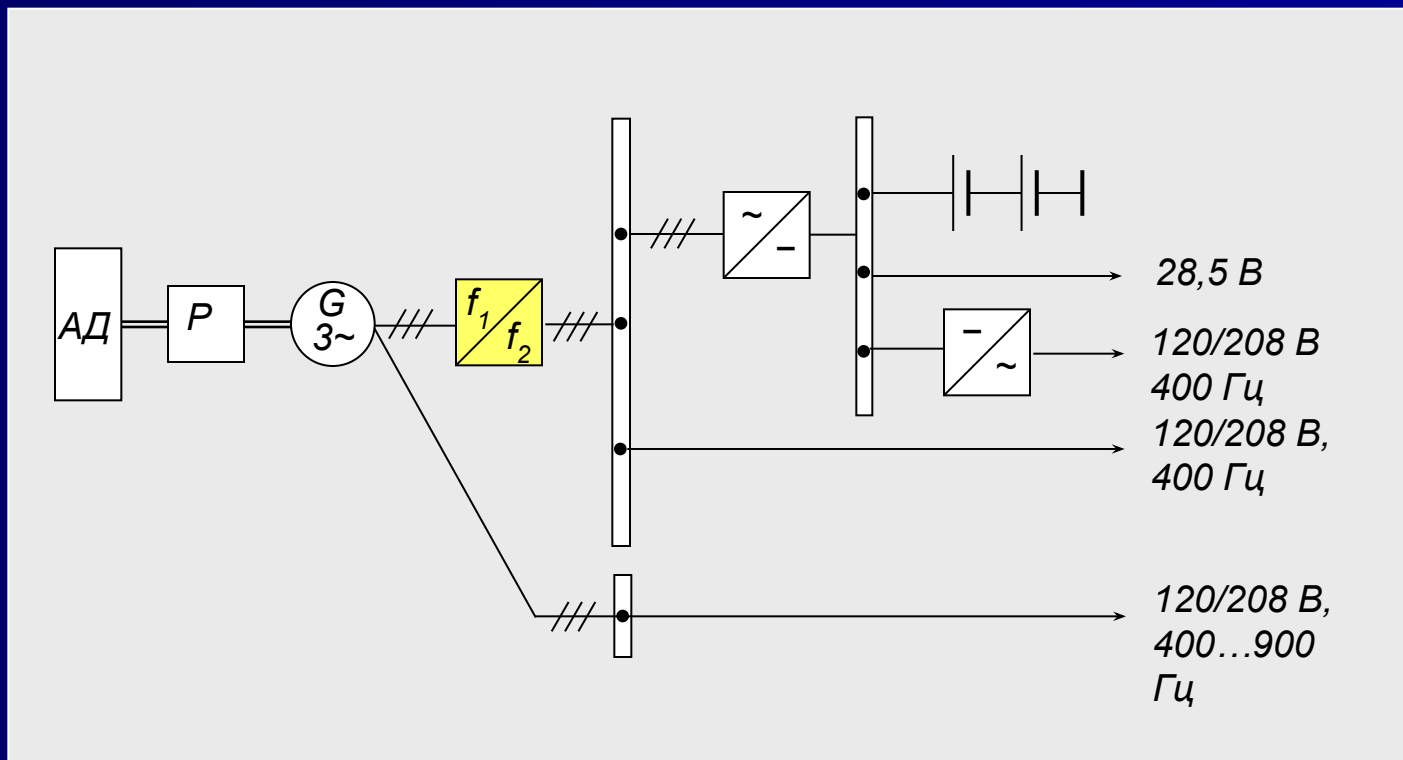 АД
Р
G
3~
f1
f2
~
–
–
~
28,5 В
120/208 В
400 Гц
120/208 В,
400 Гц
120/208 В,
400…900
Гц